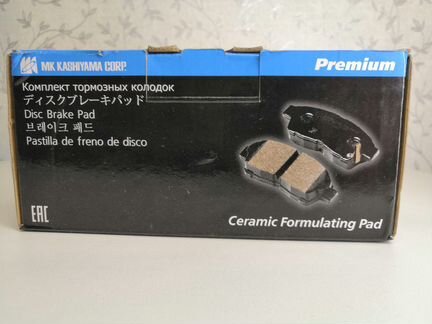 MK KASHIYAMA CORP.
Premium
Комплект тормозных колодок
ディスクブレーキパッド
Disc Brake Pad
브레이크 패드
Pastilla de freno de disco
EAC
Ceramic Formulating Pad